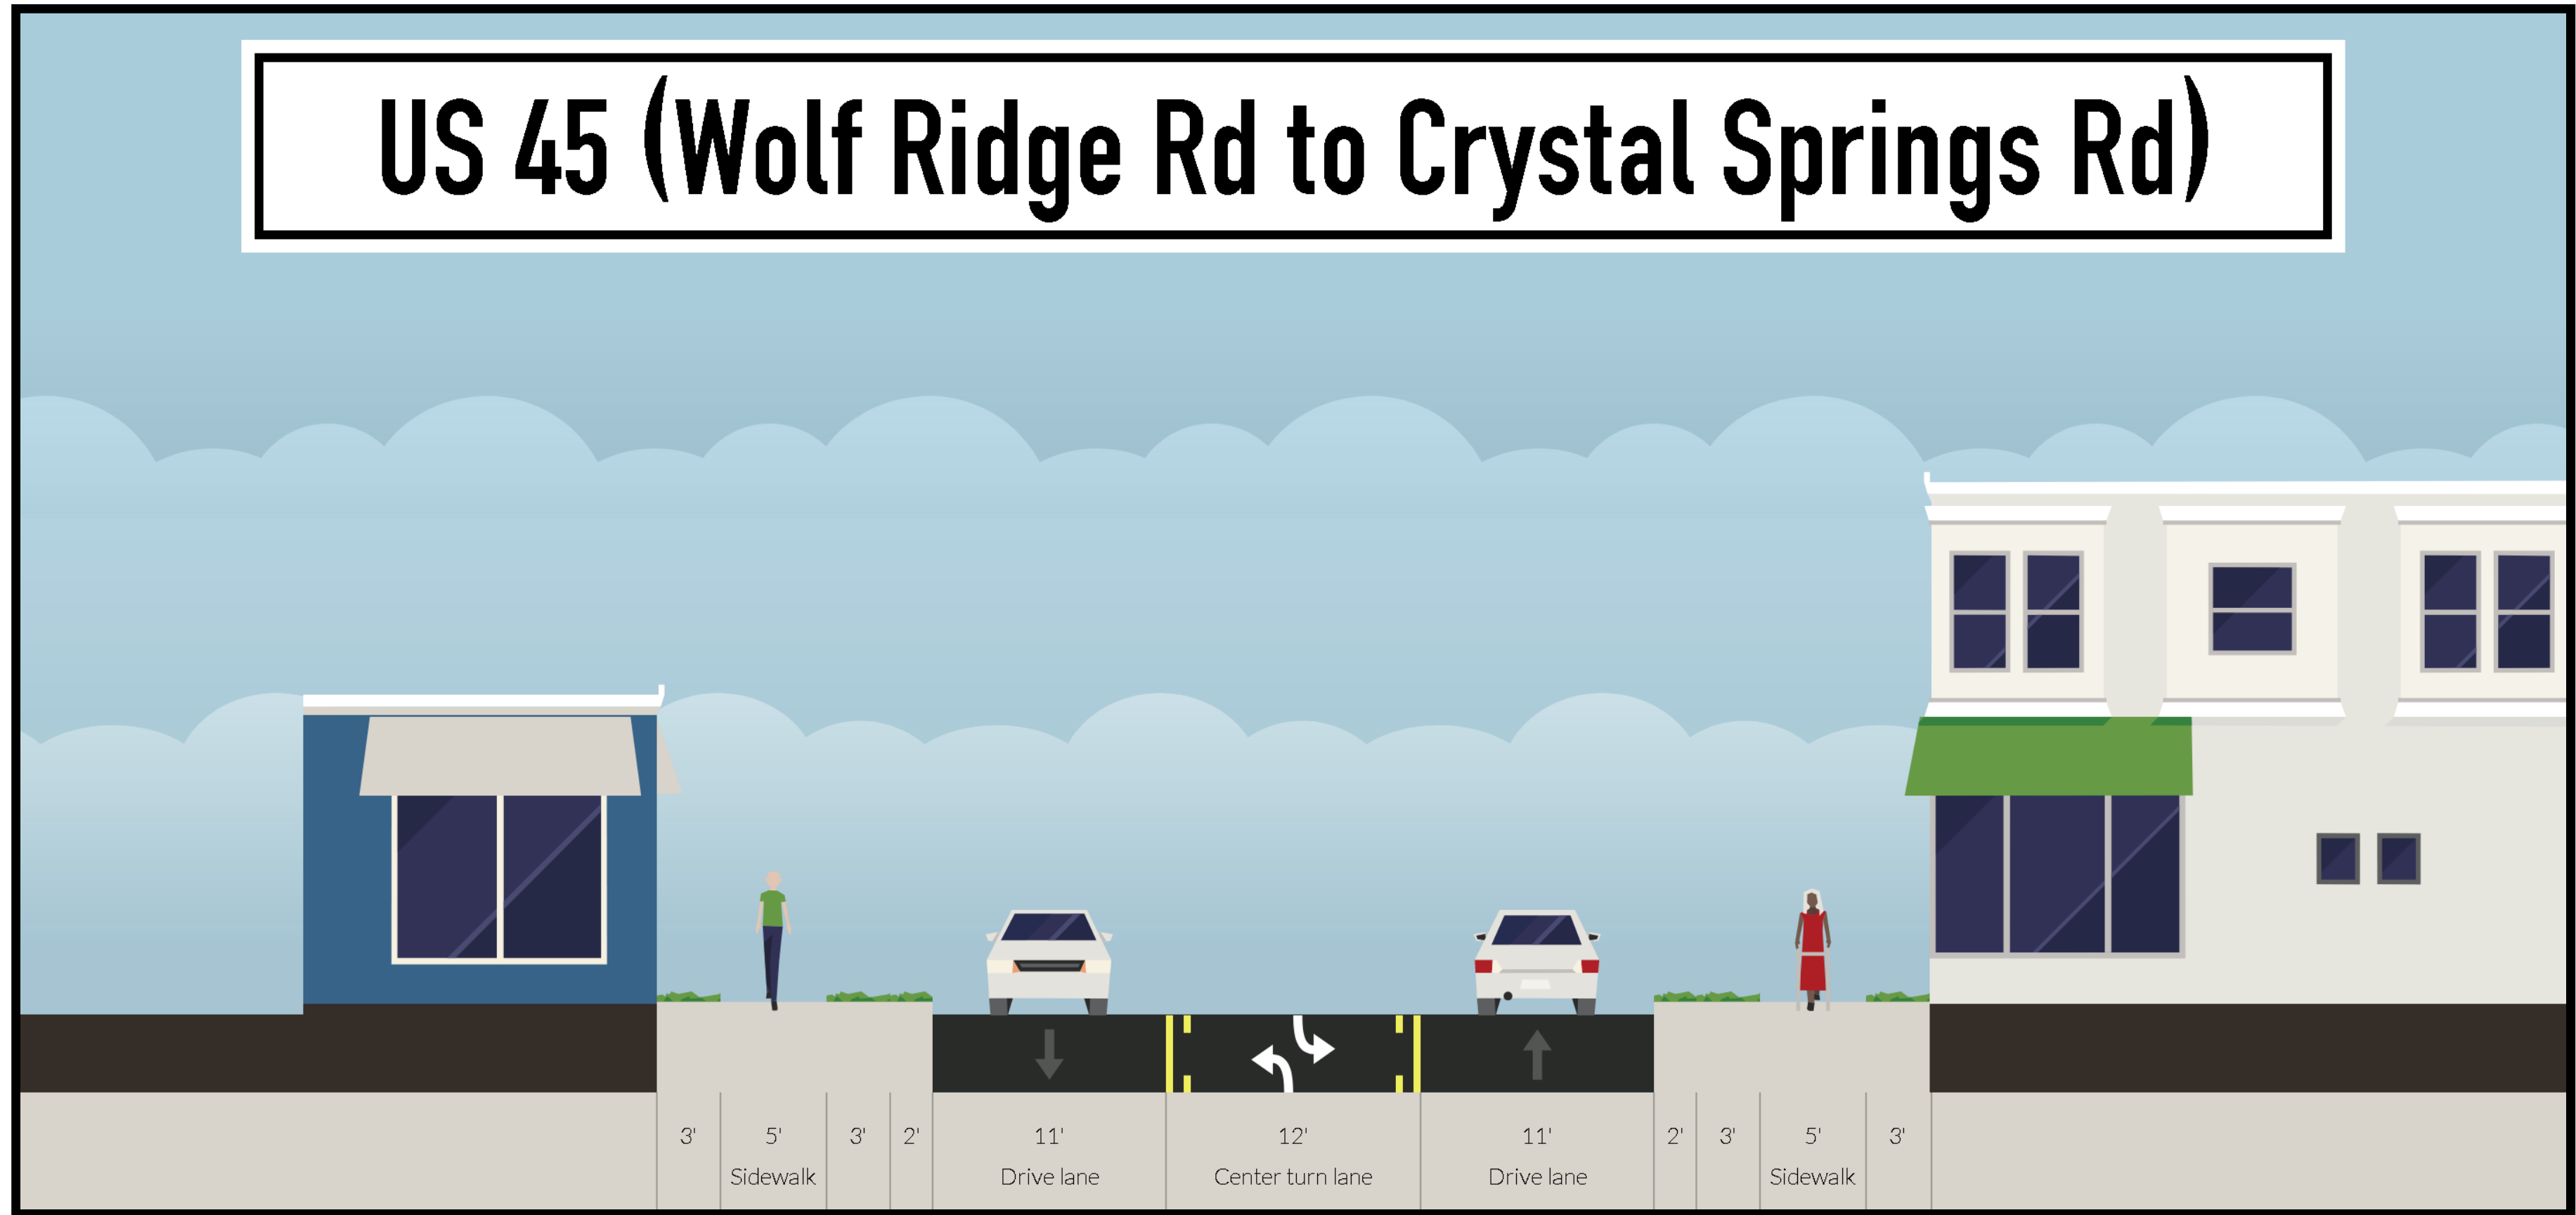 US 45 (Wolf Ridge Rd to Crystal Springs Rd)
3' 5' 3' 2' 11' 12' 11' 2' 3' 5' 3'
Sidewalk Drive lane Center turn lane Drive lane Sidewalk